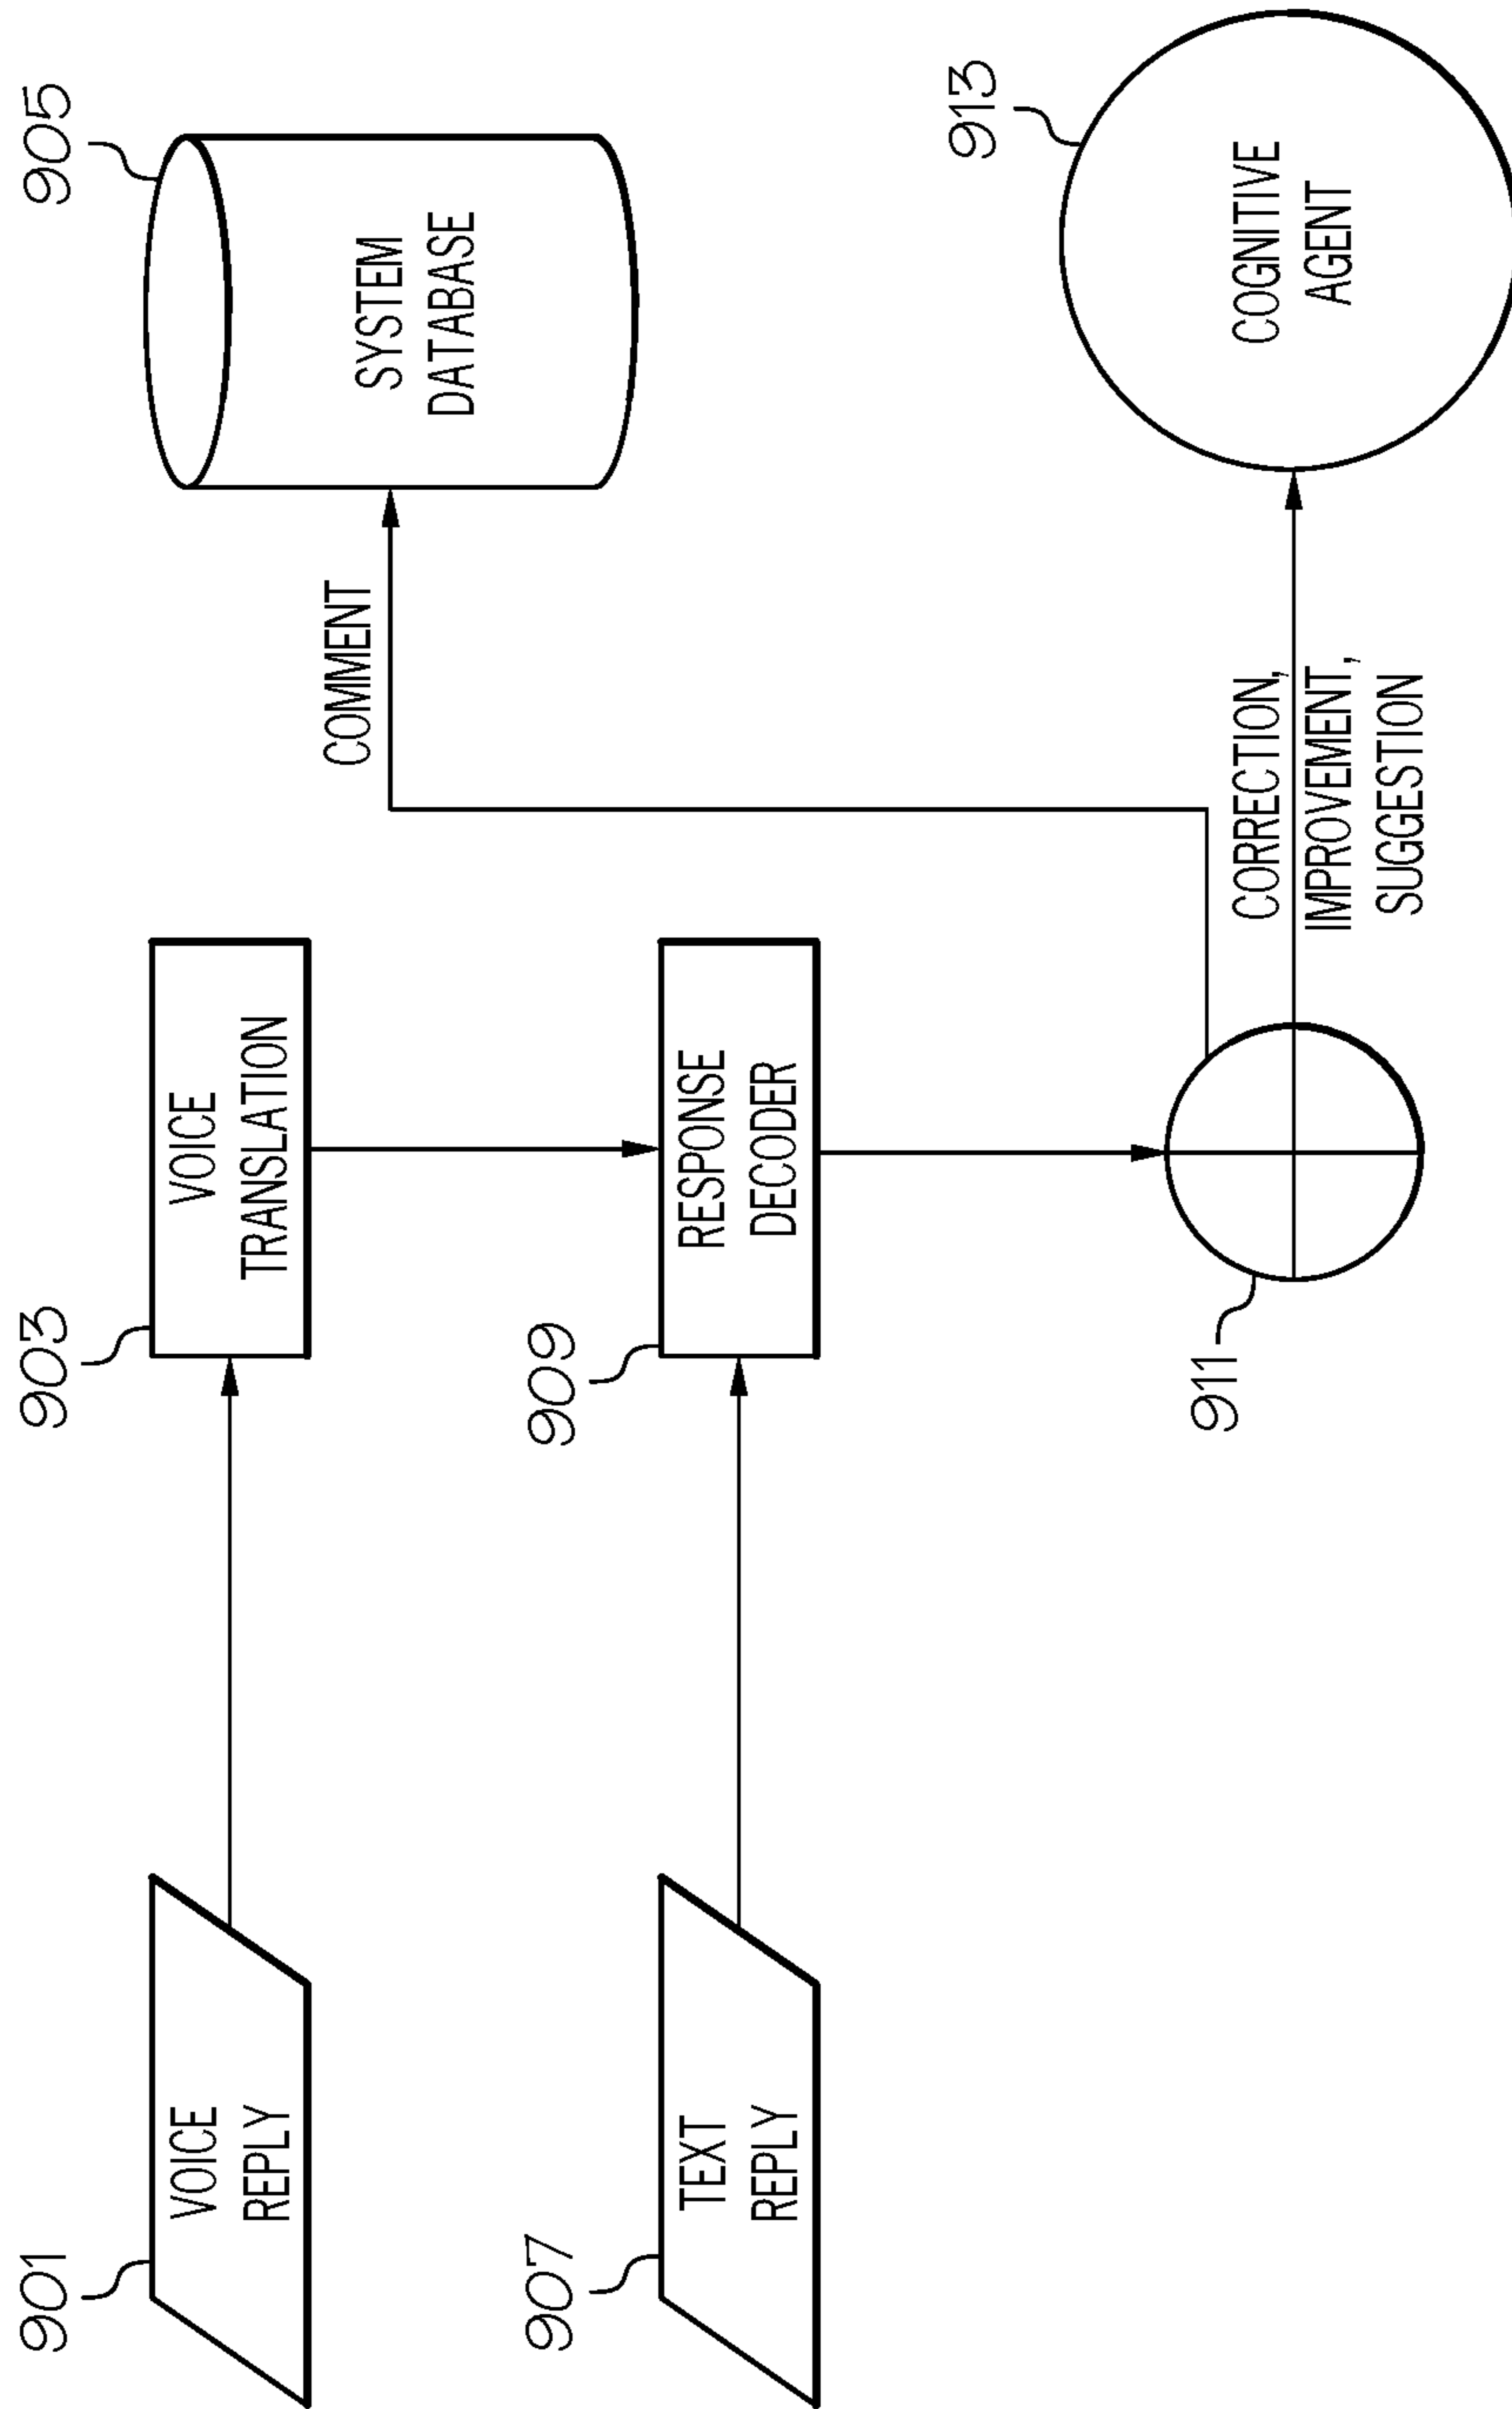 901
VOICE
REPLY
903
VOICE
TRANSLATION
905
SYSTEM
DATABASE
COMMENT
907
TEXT
REPLY
909
RESPONSE
DECODER
911
CORRECTION,
IMPROVEMENT,
SUGGESTION
913
COGNITIVE
AGENT